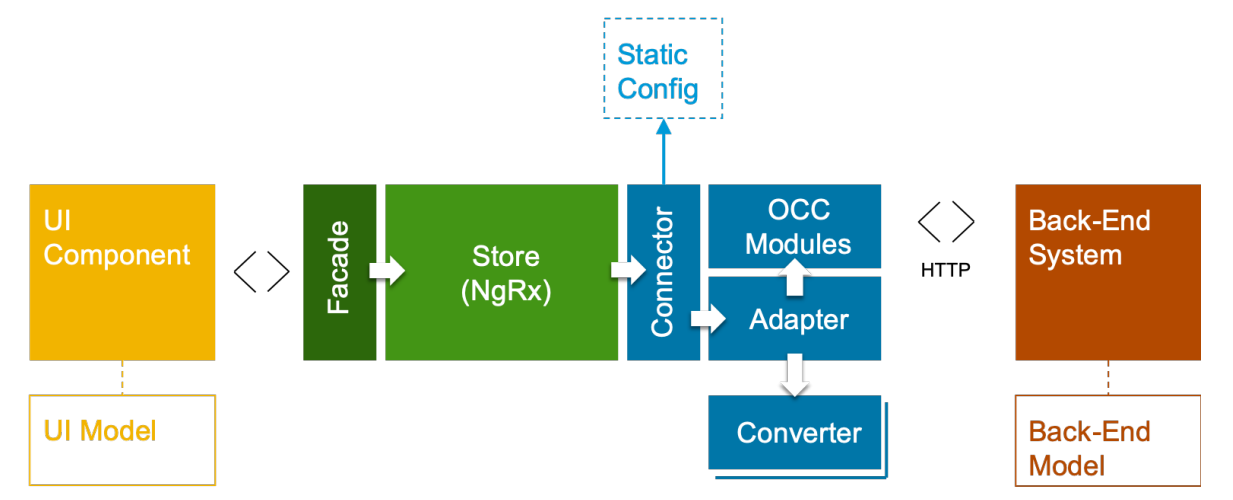 Static
Config
UI
Component
Facade
Store
(NgRx)
Connector
OCC
Modules
Adapter
Converter
HTTP
Back-End
System
UI Model
Back-End
Model